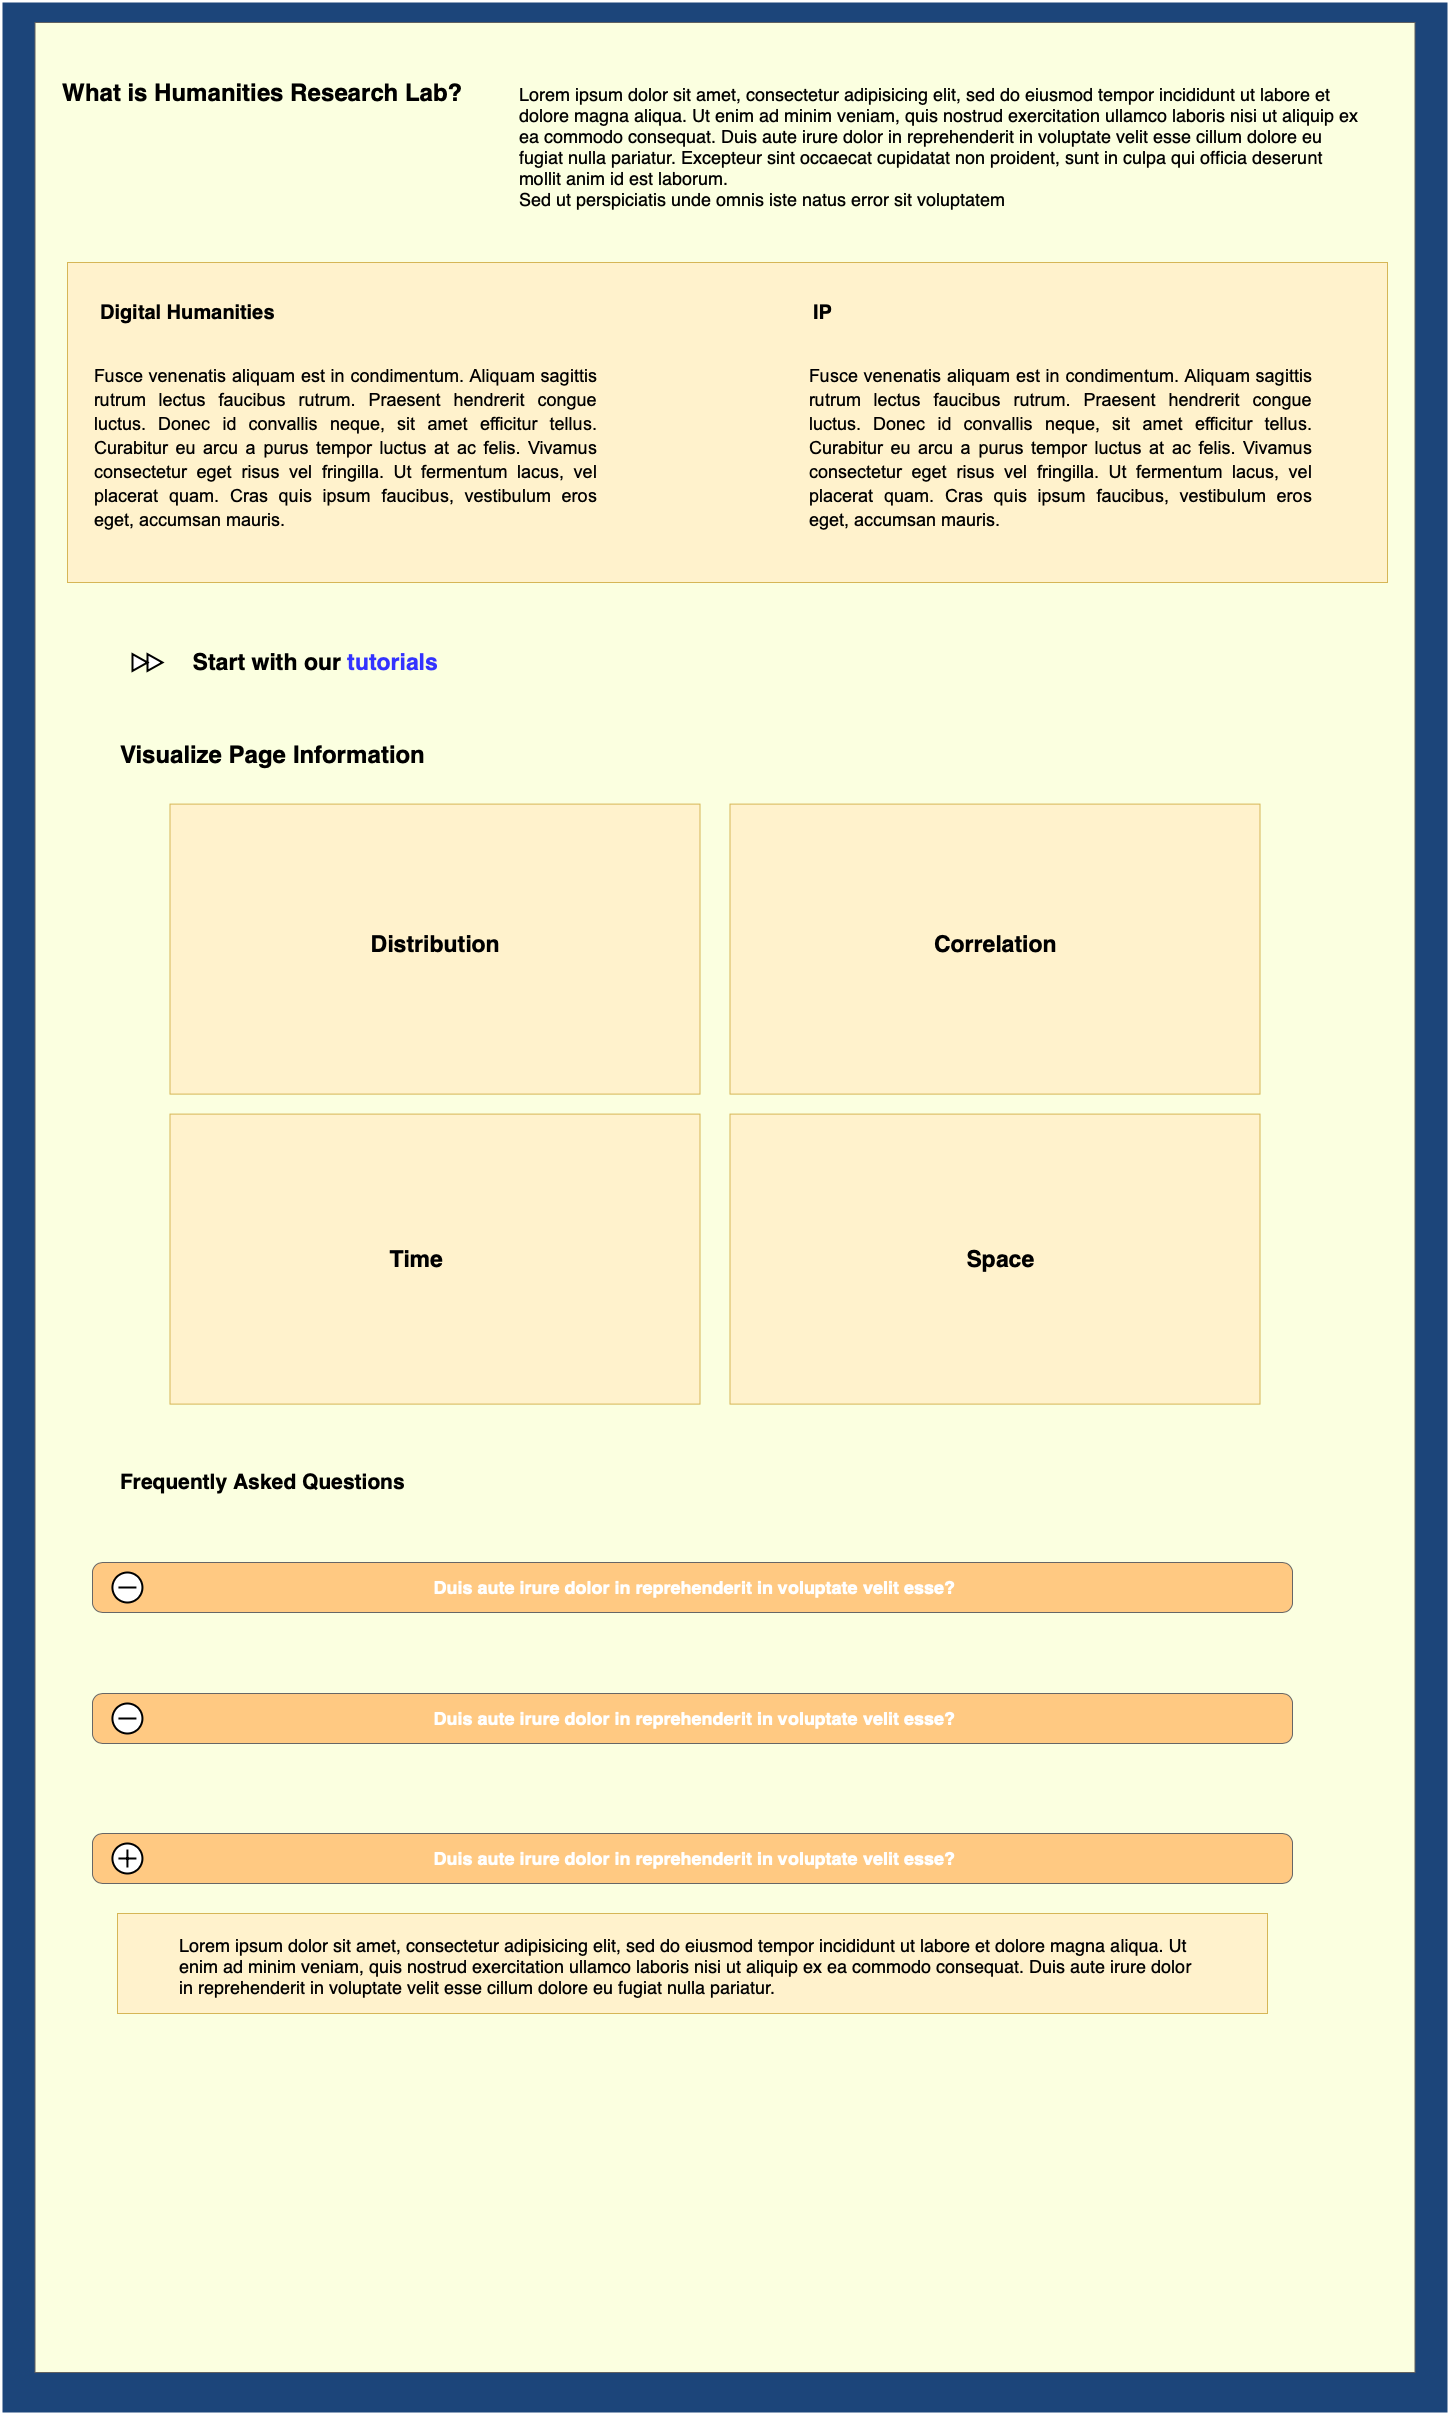 What is Humanities Research Lab?
Lorem ipsum dolor sit amet, consectetur adipisicing elit, sed do eiusmod tempor incididunt ut labore et
dolore magna aliqua. Ut enim ad minim veniam, quis nostrud exercitation ullamco laboris nisi ut aliquip ex
ea commodo consequat. Duis aute irure dolor in reprehenderit in voluptate velit esse cillum dolore eu
fugiat nulla pariatur. Excepteur sint occaecat cupidatat non proident, sunt in culpa qui officia deserunt
mollit anim id est laborum.
Sed ut perspiciatis unde omnis iste natus error sit voluptatem
Digital Humanities
Fusce venenatis aliquam est in condimentum. Aliquam sagittis
rutrum lectus faucibus rutrum. Praesent hendrerit congue
luctus. Donec id convallis neque, sit amet efficitur tellus.
Curabitur eu arcu a purus tempor luctus at ac felis. Vivamus
consectetur eget risus vel fringilla. Ut fermentum lacus, vel
placerat quam. Cras quis ipsum faucibus, vestibulum eros
eget, accumsan mauris.
IP
Fusce venenatis aliquam est in condimentum. Aliquam sagittis
rutrum lectus faucibus rutrum. Praesent hendrerit congue
luctus. Donec id convallis neque, sit amet efficitur tellus.
Curabitur eu arcu a purus tempor luctus at ac felis. Vivamus
consectetur eget risus vel fringilla. Ut fermentum lacus, vel
placerat quam. Cras quis ipsum faucibus, vestibulum eros
eget, accumsan mauris.
Start with our tutorials
Visualize Page Information
Distribution
Correlation
Time
Space
Frequently Asked Questions
Duis aute irure dolor in reprehenderit in voluptate velit esse?
Duis aute irure dolor in reprehenderit in voluptate velit esse?
Duis aute irure dolor in reprehenderit in voluptate velit esse?
Lorem ipsum dolor sit amet, consectetur adipisicing elit, sed do eiusmod tempor incididunt ut labore et dolore magna aliqua. Ut
enim ad minim veniam, quis nostrud exercitation ullamco laboris nisi ut aliquip ex ea commodo consequat. Duis aute irure dolor
in reprehenderit in voluptate velit esse cillum dolore eu fugiat nulla pariatur.